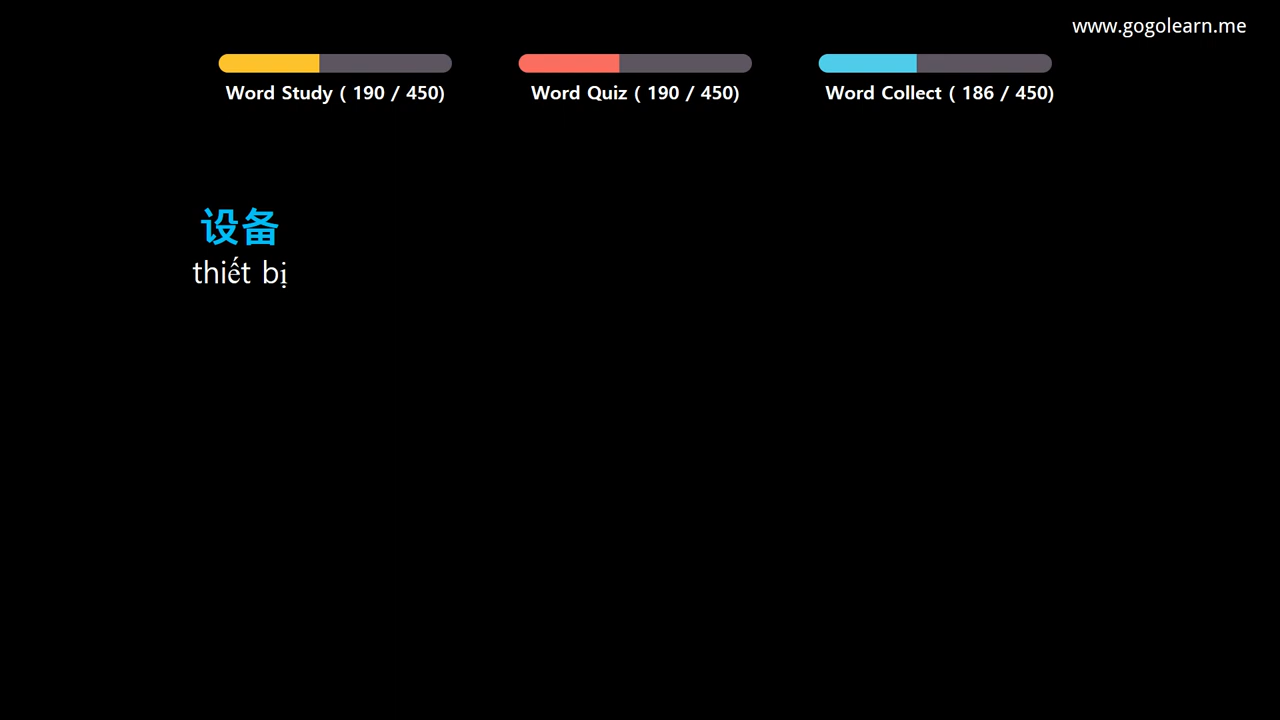 www.gogolearn.me
Word Study ( 190 / 450)
Word Quiz ( 190 / 450)
Word Collect ( 186 / 450)
设备
thiết bị